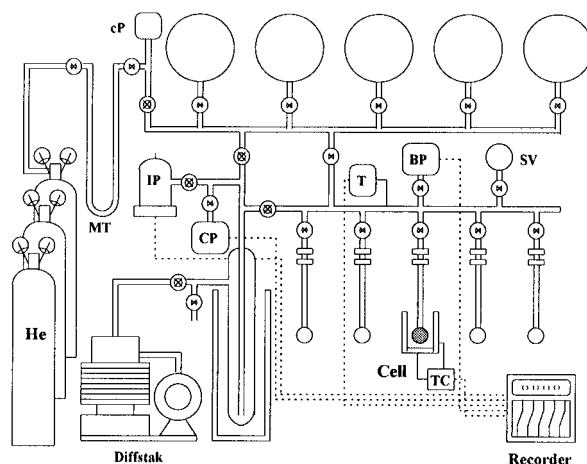 cP
IP
T
BP
SV
MT
CP
He
Cell
TC
Diffstak
Recorder